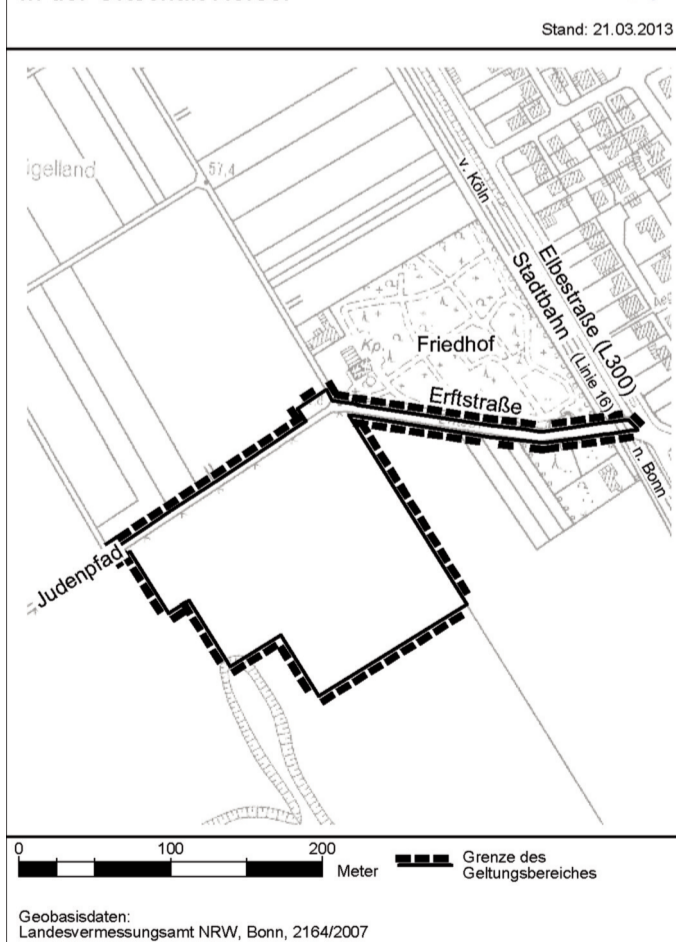 Stand: 21.03.2013
igelland
57,4
v. Köln
Elbestraße (L300)
Stadtbahn (Linie 16)
Friedhof
Kp.
Erftstraße
n. Bonn
Judenpfad
0 100 200
Meter
Grenze des
Geltungsbereiches
Geobasisdaten:
Landesvermessungsamt NRW, Bonn, 2164/2007